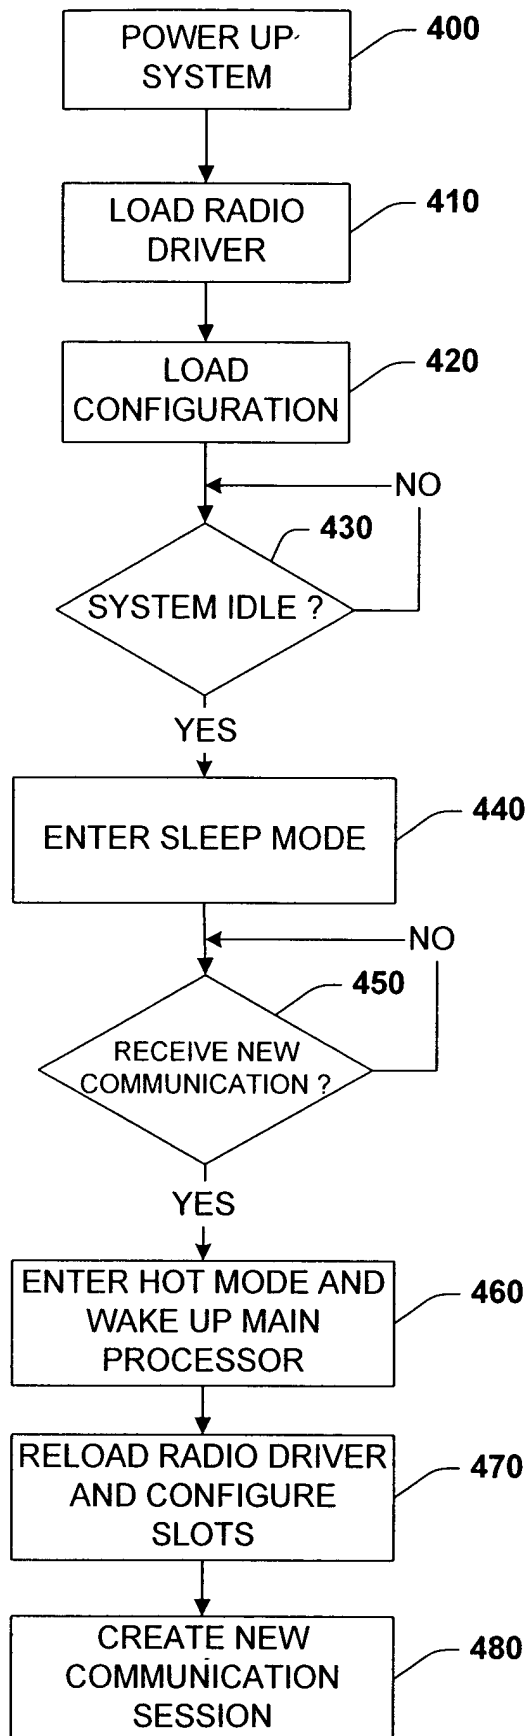 POWER UP
SYSTEM
400
LOAD RADIO
DRIVER
410
LOAD
CONFIGURATION
420
NO
430
SYSTEM IDLE ?
YES
ENTER SLEEP MODE
440
NO
450
RECEIVE NEW
COMMUNICATION ?
YES
ENTER HOT MODE AND
WAKE UP MAIN
PROCESSOR
460
RELOAD RADIO DRIVER
AND CONFIGURE
SLOTS
470
CREATE NEW
COMMUNICATION
SESSION
480